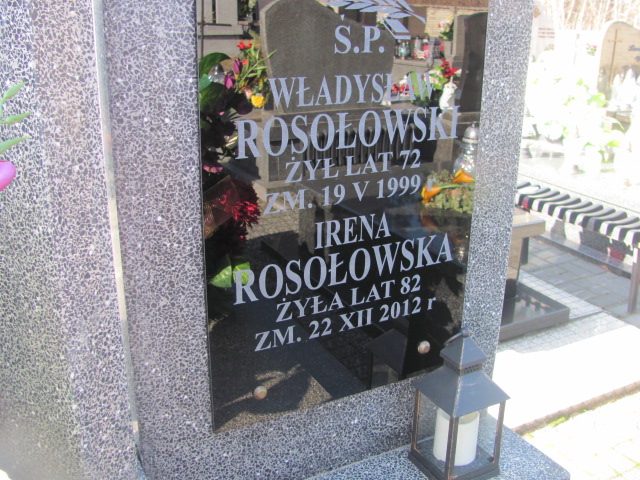 Ś.P.
WŁADYSŁAW
ROSOŁOWSKI
ŻYŁ LAT 72
ZM. 19 V 1999
IRENA
ROSOŁOWSKA
ŻYŁA LAT 82
ZM. 22 XII 2012 r